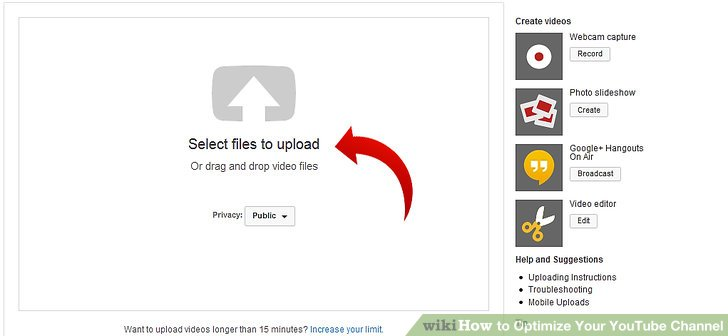 Select files to upload
Or drag and drop video files
Privacy: Public
Want to upload videos longer than 15 minutes? Increase your limit.
Create videos
Webcam capture
Record
Photo slideshow
Create
Google+ Hangouts
On Air
Broadcast
Video editor
Edit
Help and Suggestions
Uploading Instructions
Troubleshooting
Mobile Uploads
wikiHow to Optimize Your YouTube Channel